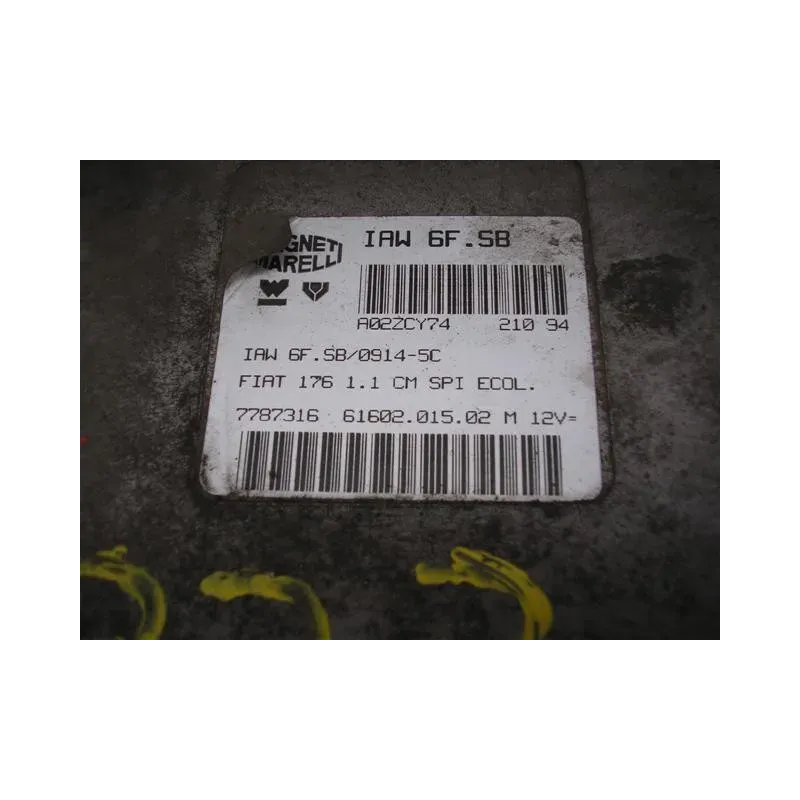 IAW 6F.SB
MARELLI
A02ZCY74 210 94
IAW 6F.SB/0914-5C
FIAT 176 1.1 CM SPI ECOL.
7787316 61602.015.02 M 12V=